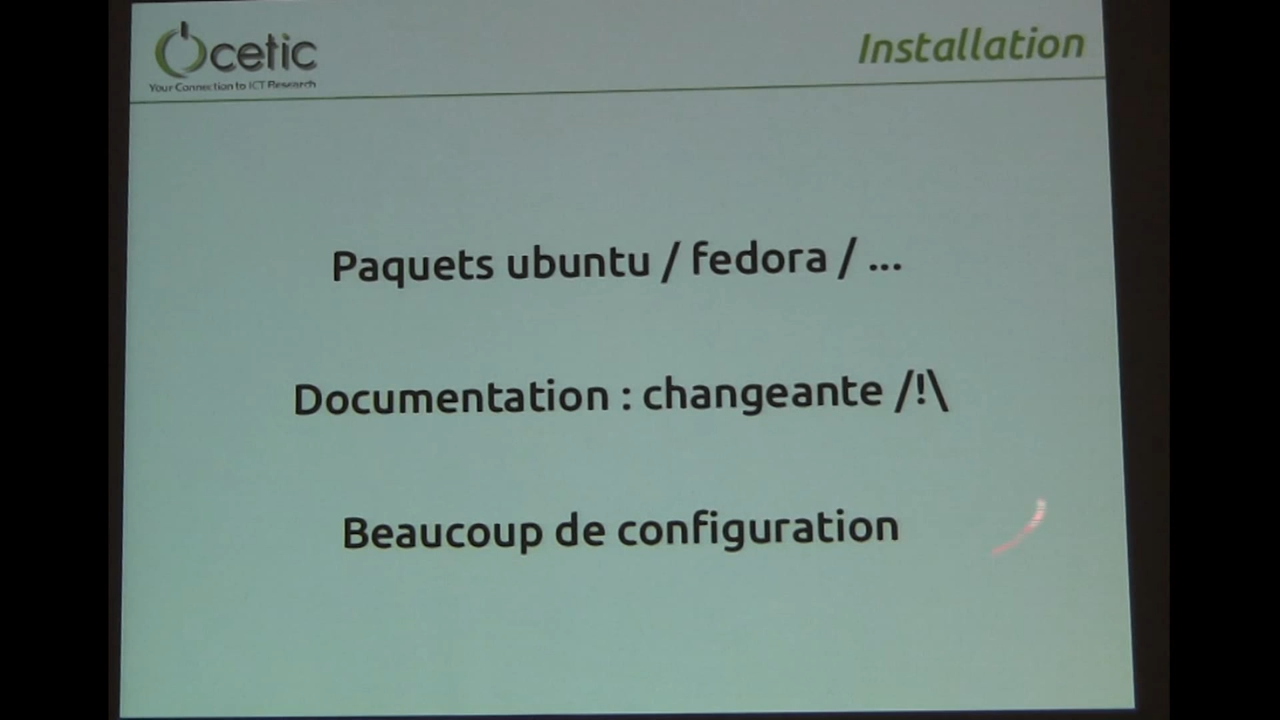 cetic
Installation
Your Connection to ICT Research
Paquets ubuntu / fedora / ...
Documentation : changeante /!\
Beaucoup de configuration